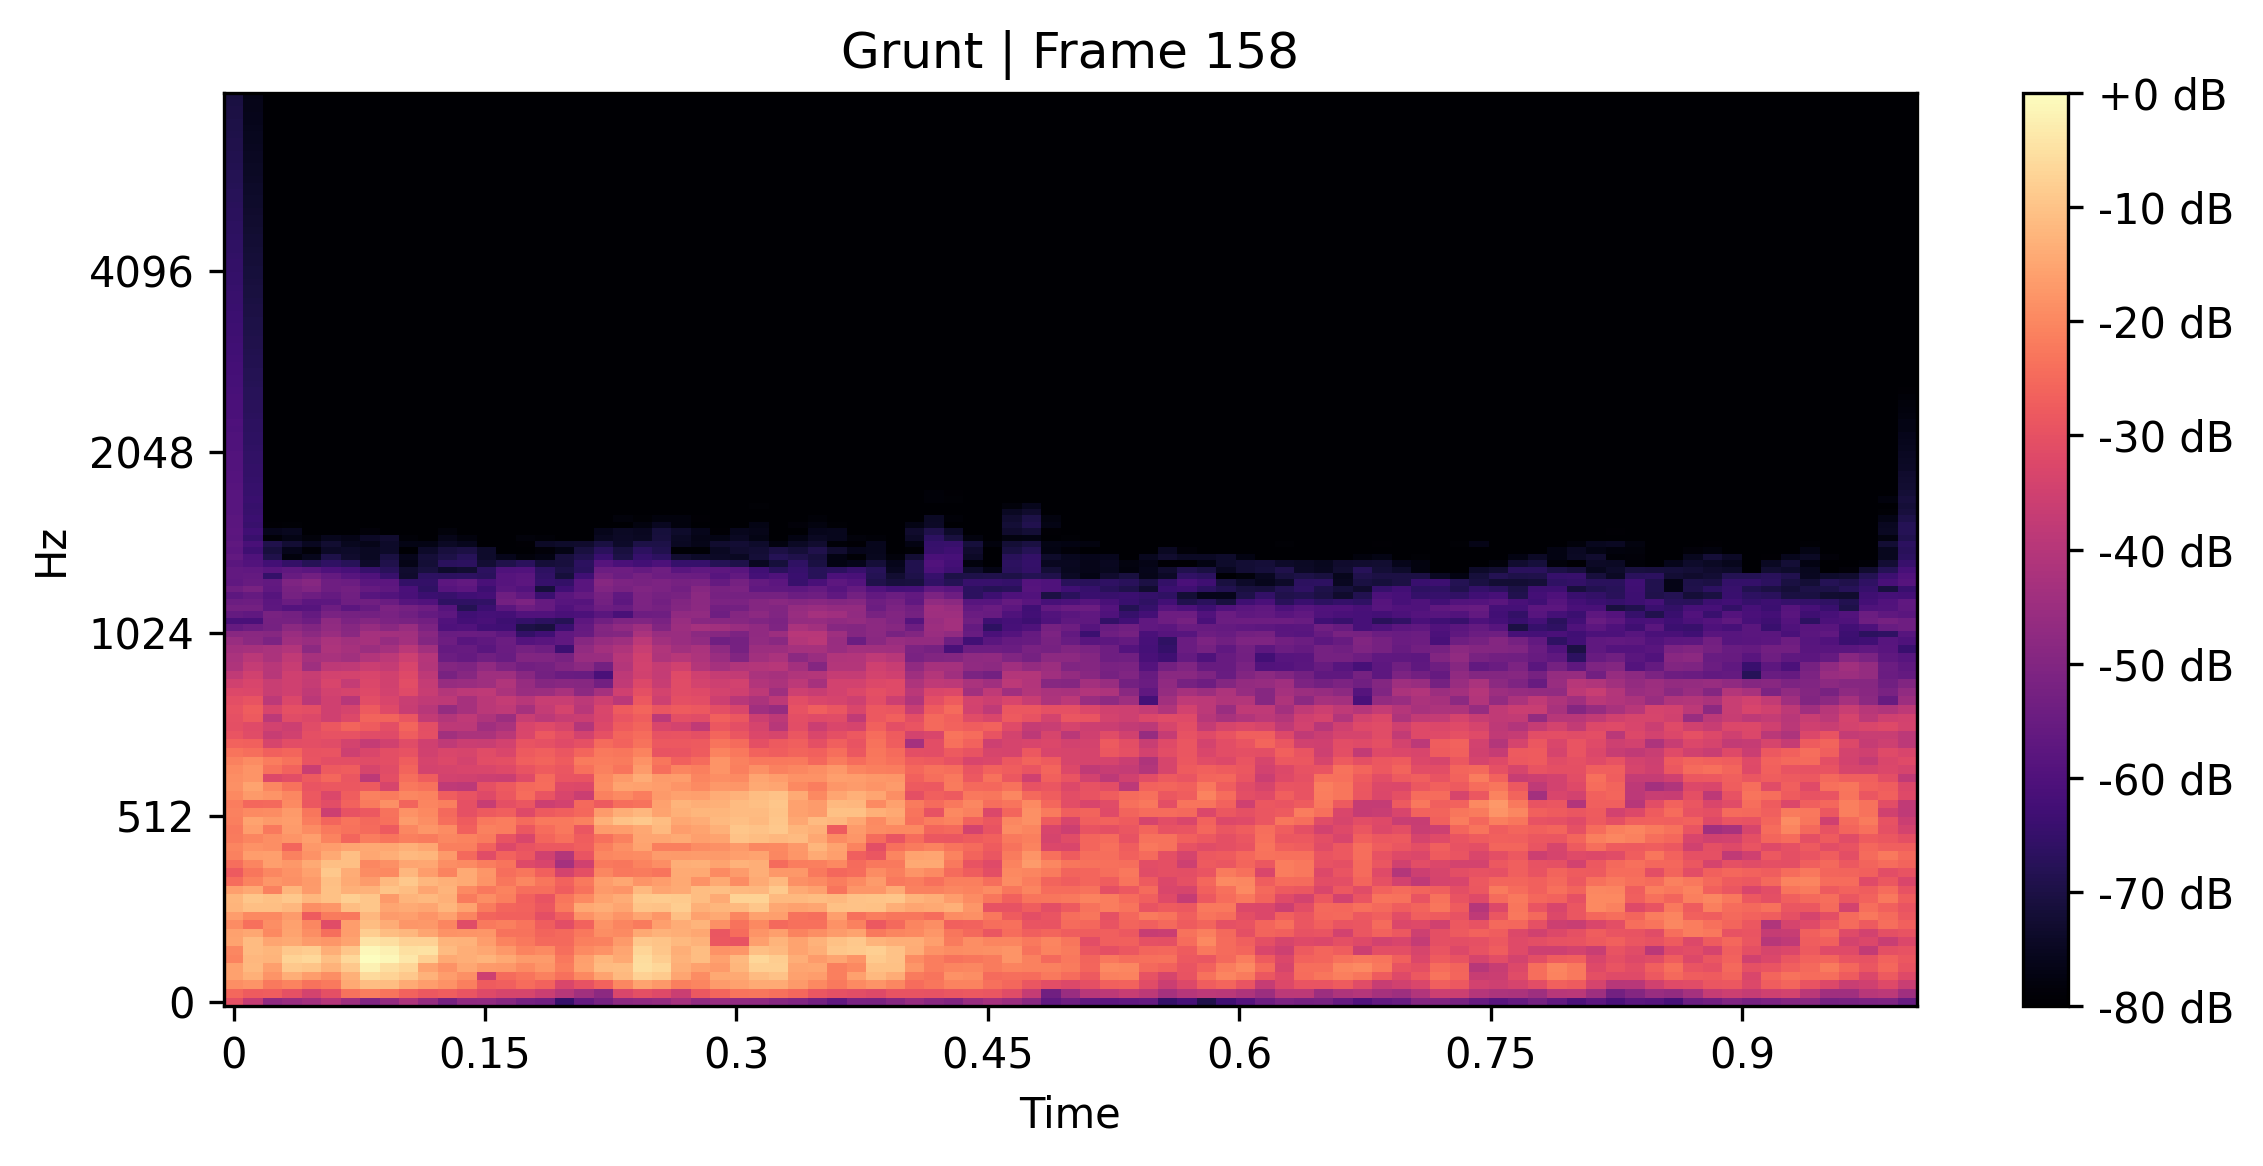 Grunt | Frame 158
+0 dB
-10 dB
-20 dB
-30 dB
-40 dB
-50 dB
-60 dB
-70 dB
-80 dB
4096
2048
1024
512
0
Hz
0 0.15 0.3 0.45 0.6 0.75 0.9
Time